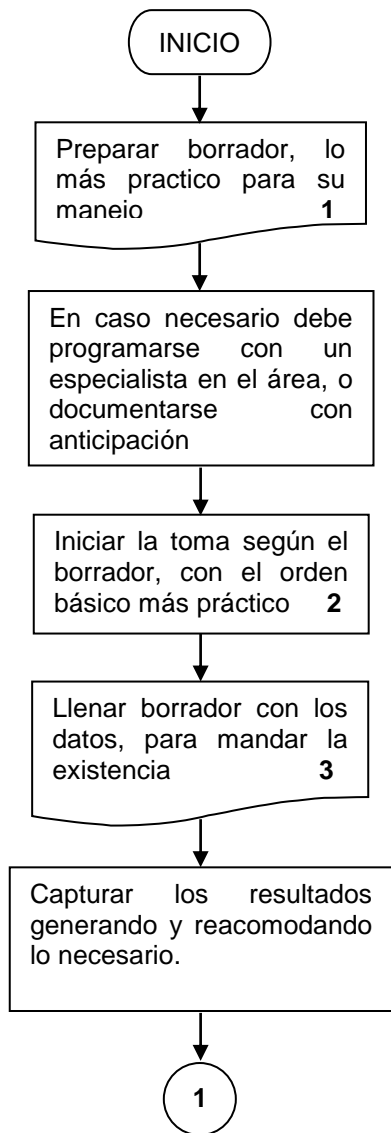 INICIO
Preparar borrador, lo
más practico para su
manejo 1
En caso necesario debe
programarse con un
especialista en el área, o
documentarse con
anticipación
Iniciar la toma según el
borrador, con el orden
básico más práctico 2
Llenar borrador con los
datos, para mandar la
existencia 3
Capturar los resultados
generando y reacomodando
lo necesario.
1